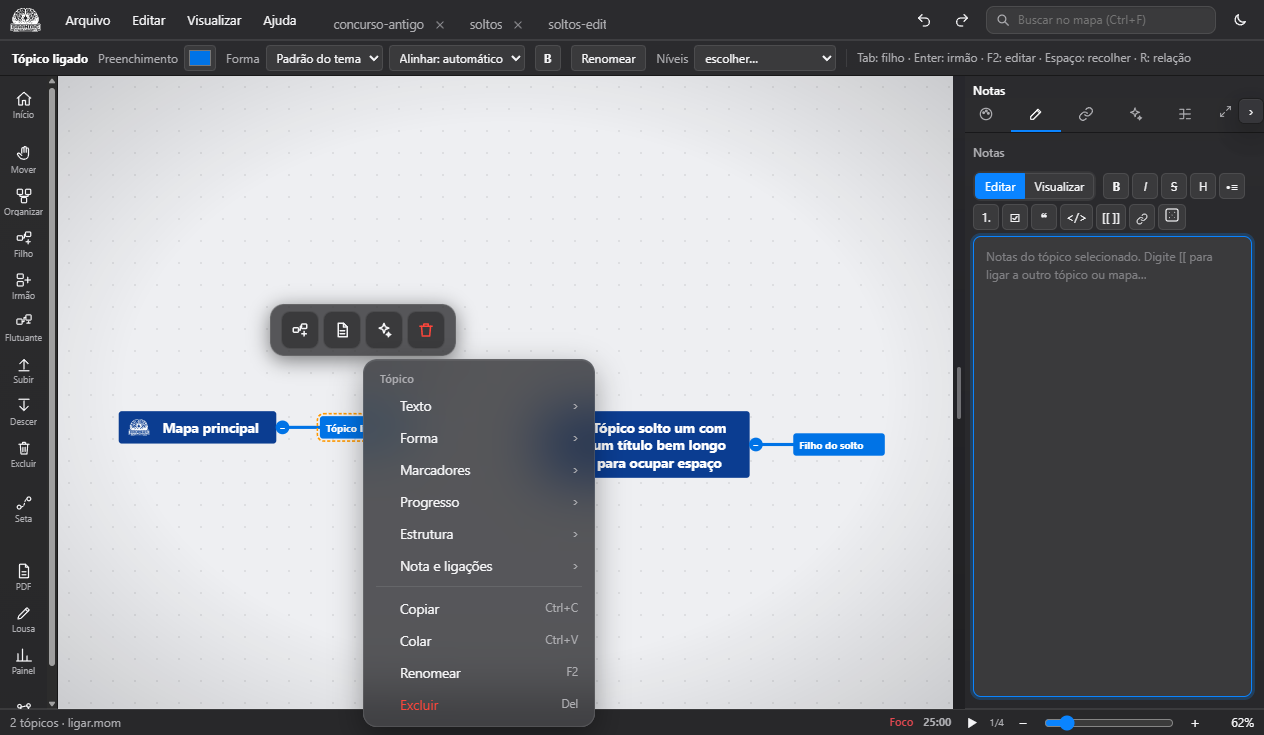 Arquivo Editar Visualizar Ajuda
concurso-antigo × soltos × soltos-edit
Buscar no mapa (Ctrl+F)
Tópico ligado Preenchimento Forma Padrão do tema Alinhar: automático B Renomear Níveis escolher... Tab: filho · Enter: irmão · F2: editar · Espaço: recolher · R: relação
Início
Mover
Organizar
Filho
Irmão
Flutuante
Subir
Descer
Excluir
Seta
PDF
Lousa
Painel
Mapa principal
Tópico l
Tópico
Texto ›
Forma ›
Marcadores ›
Progresso ›
Estrutura ›
Nota e ligações ›
Copiar Ctrl+C
Colar Ctrl+V
Renomear F2
Excluir Del
Tópico solto um com
um título bem longo
para ocupar espaço
Filho do solto
Notas
Notas
Editar Visualizar B I S H
1. ❝ </> [[ ]]
Notas do tópico selecionado. Digite [[ para
ligar a outro tópico ou mapa...
2 tópicos · ligar.mom
Foco 25:00 1/4 − + 62%